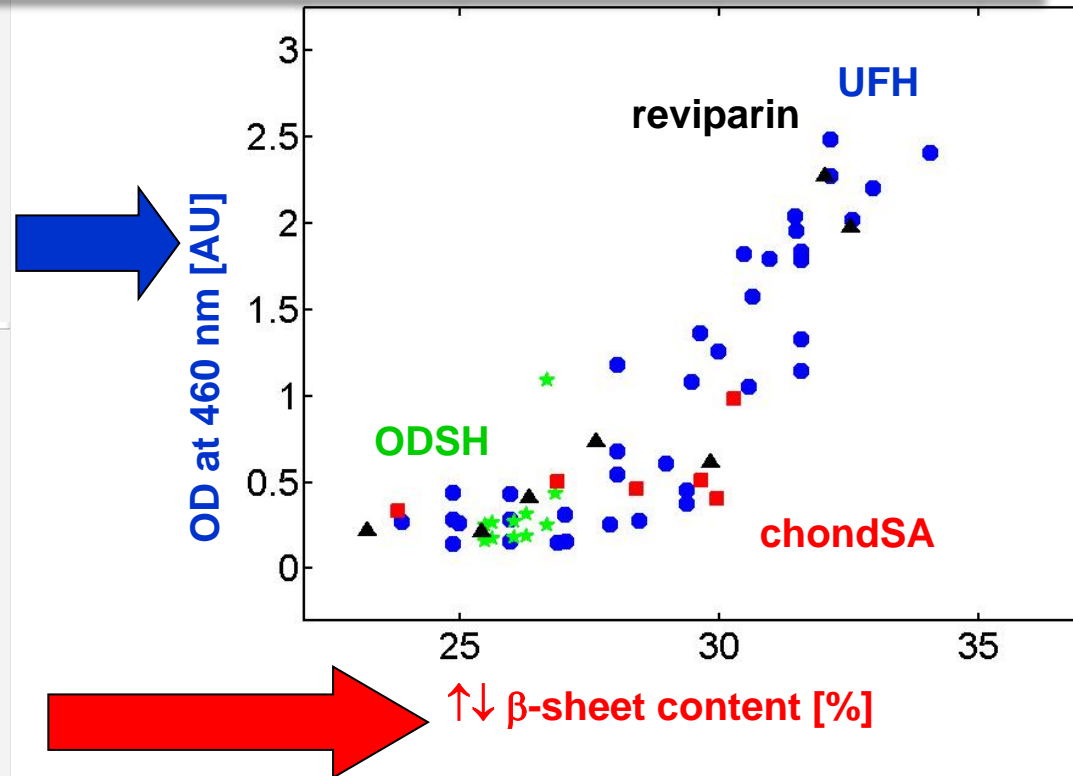 3
UFH
reviparin
2.5
2
OD at 460 nm [AU]
1.5
1
ODSH
0.5
chondSA
0
25 30 35
↑↓ β-sheet content [%]